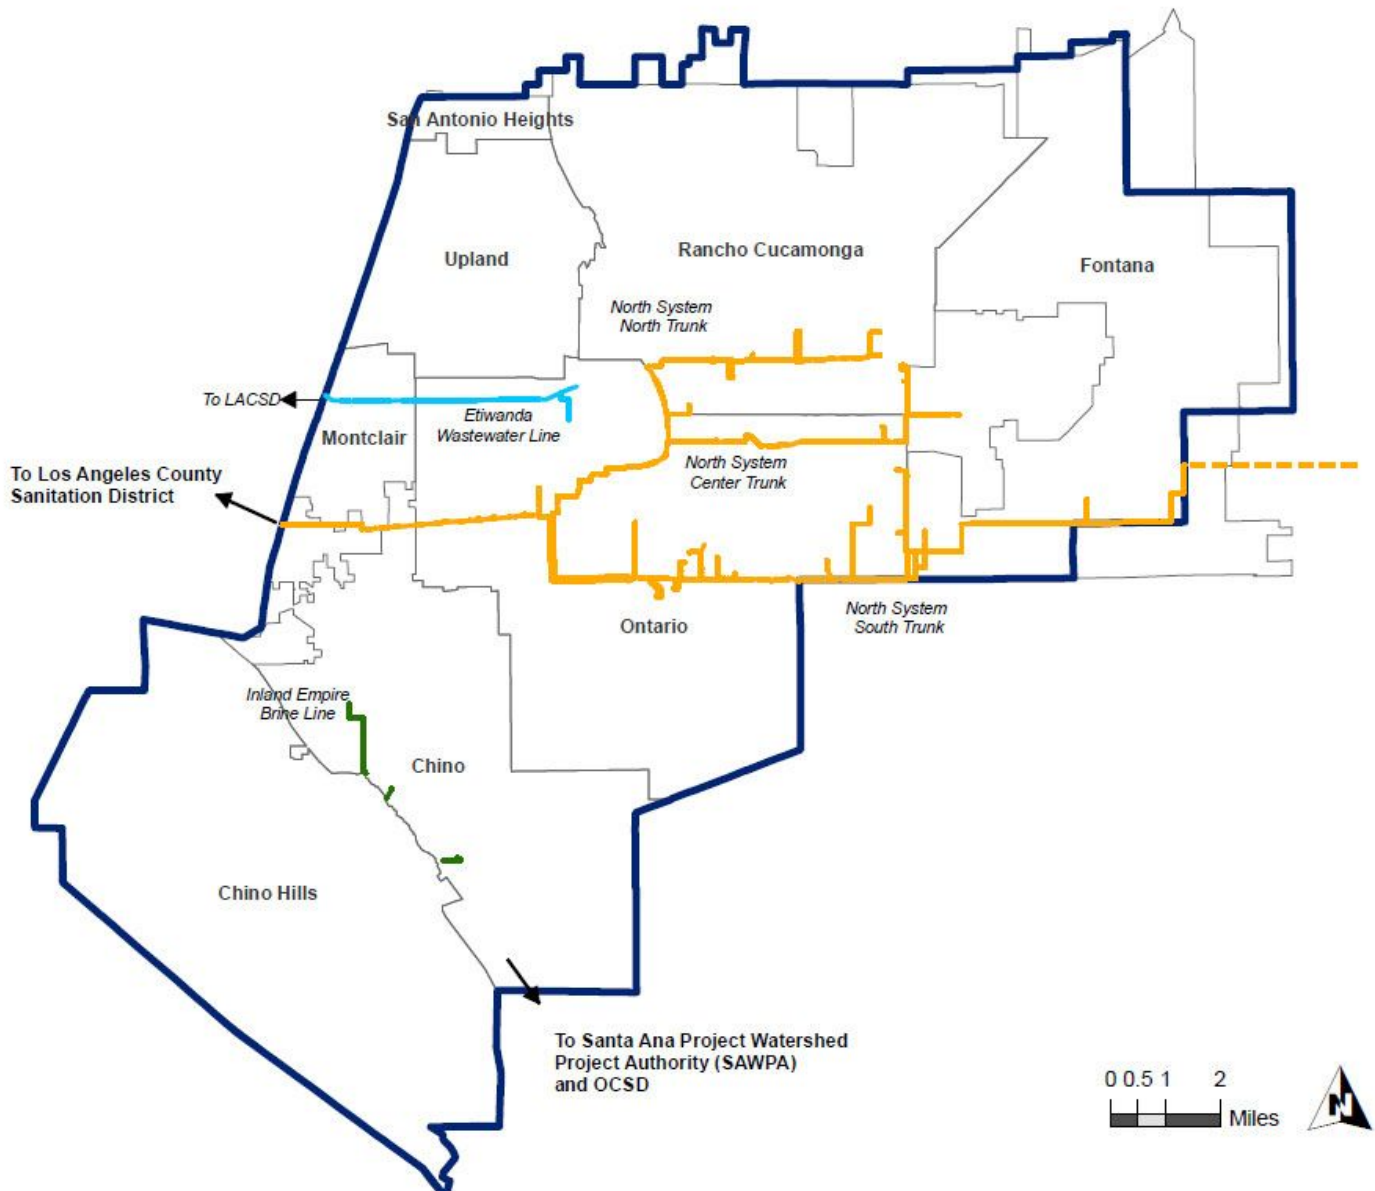 San Antonio Heights
Upland
Rancho Cucamonga
Fontana
North System
North Trunk
To LACSD
Etiwanda
Wastewater Line
Montclair
To Los Angeles County
Sanitation District
North System
Center Trunk
Ontario
North System
South Trunk
Inland Empire
Brine Line
Chino
Chino Hills
To Santa Ana Project Watershed
Project Authority (SAWPA)
and OCSD
0 0.5 1 2
Miles
N